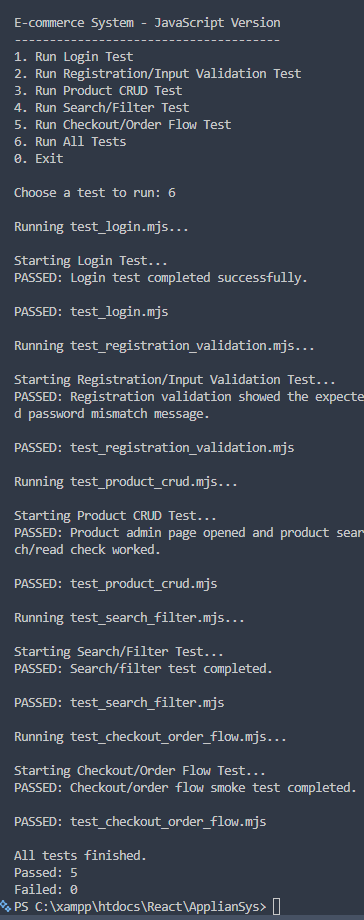 E-commerce System - JavaScript Version
--------------------------------------
1. Run Login Test
2. Run Registration/Input Validation Test
3. Run Product CRUD Test
4. Run Search/Filter Test
5. Run Checkout/Order Flow Test
6. Run All Tests
0. Exit
Choose a test to run: 6
Running test_login.mjs...
Starting Login Test...
PASSED: Login test completed successfully.
PASSED: test_login.mjs
Running test_registration_validation.mjs...
Starting Registration/Input Validation Test...
PASSED: Registration validation showed the expecte
d password mismatch message.
PASSED: test_registration_validation.mjs
Running test_product_crud.mjs...
Starting Product CRUD Test...
PASSED: Product admin page opened and product sear
ch/read check worked.
PASSED: test_product_crud.mjs
Running test_search_filter.mjs...
Starting Search/Filter Test...
PASSED: Search/filter test completed.
PASSED: test_search_filter.mjs
Running test_checkout_order_flow.mjs...
Starting Checkout/Order Flow Test...
PASSED: Checkout/order flow smoke test completed.
PASSED: test_checkout_order_flow.mjs
All tests finished.
Passed: 5
Failed: 0
PS C:\xampp\htdocs\React\ApplianSys>